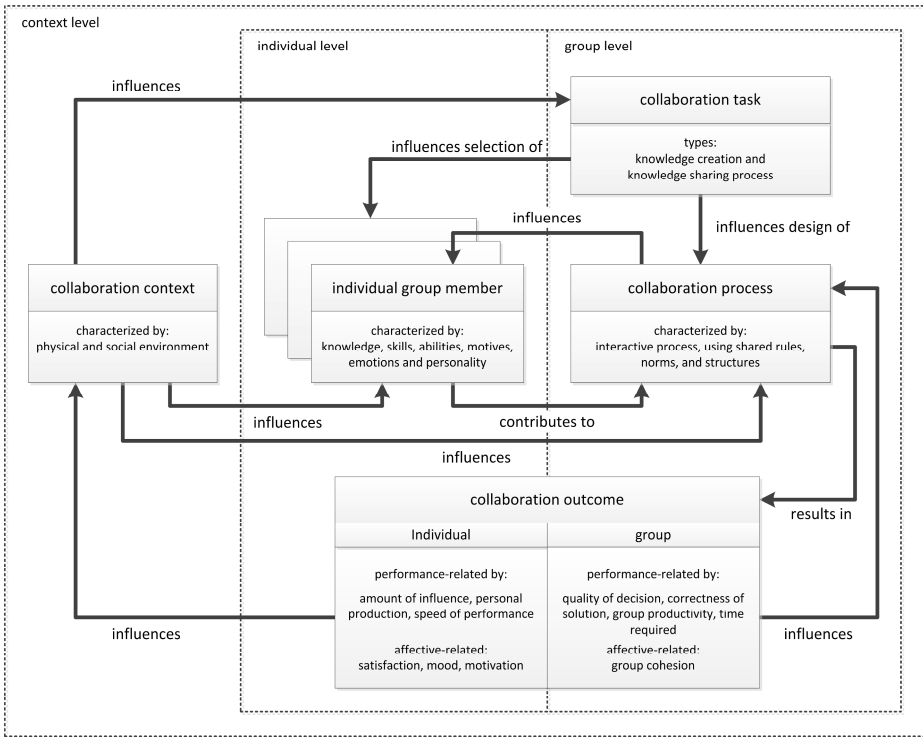 context level
individual level
group level
influences
collaboration task
types:
knowledge creation and
knowledge sharing process
influences selection of
influences
influences design of
collaboration context
characterized by:
physical and social environment
individual group member
characterized by:
knowledge, skills, abilities, motives,
emotions and personality
collaboration process
characterized by:
interactive process, using shared rules,
norms, and structures
influences
contributes to
influences
collaboration outcome
results in
Individual
group
performance-related by:
amount of influence, personal
production, speed of performance
affective-related:
satisfaction, mood, motivation
performance-related by:
quality of decision, correctness of
solution, group productivity, time
required
affective-related:
group cohesion
influences
influences